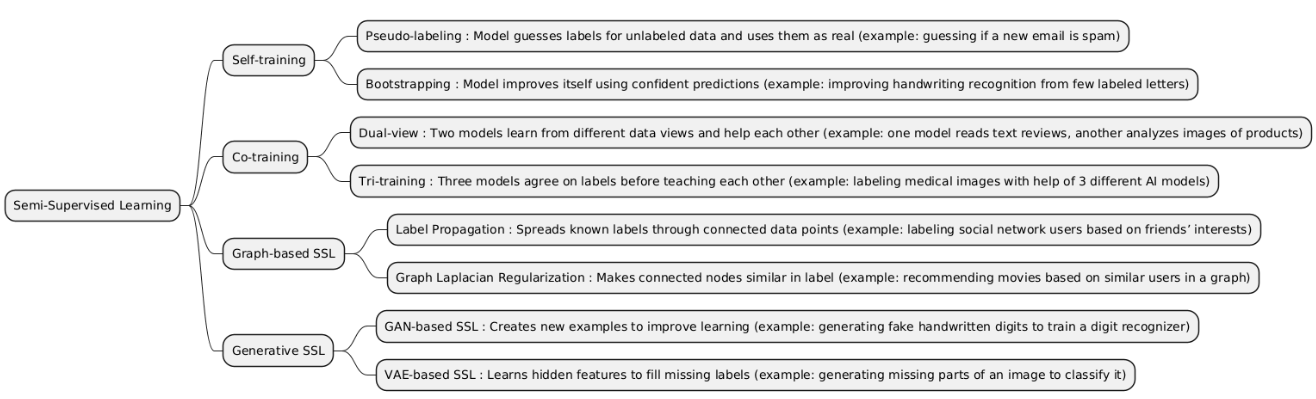 Semi-Supervised Learning
Self-training
Pseudo-labeling : Model guesses labels for unlabeled data and uses them as real (example: guessing if a new email is spam)
Bootstrapping : Model improves itself using confident predictions (example: improving handwriting recognition from few labeled letters)
Co-training
Dual-view : Two models learn from different data views and help each other (example: one model reads text reviews, another analyzes images of products)
Tri-training : Three models agree on labels before teaching each other (example: labeling medical images with help of 3 different AI models)
Graph-based SSL
Label Propagation : Spreads known labels through connected data points (example: labeling social network users based on friends’ interests)
Graph Laplacian Regularization : Makes connected nodes similar in label (example: recommending movies based on similar users in a graph)
Generative SSL
GAN-based SSL : Creates new examples to improve learning (example: generating fake handwritten digits to train a digit recognizer)
VAE-based SSL : Learns hidden features to fill missing labels (example: generating missing parts of an image to classify it)